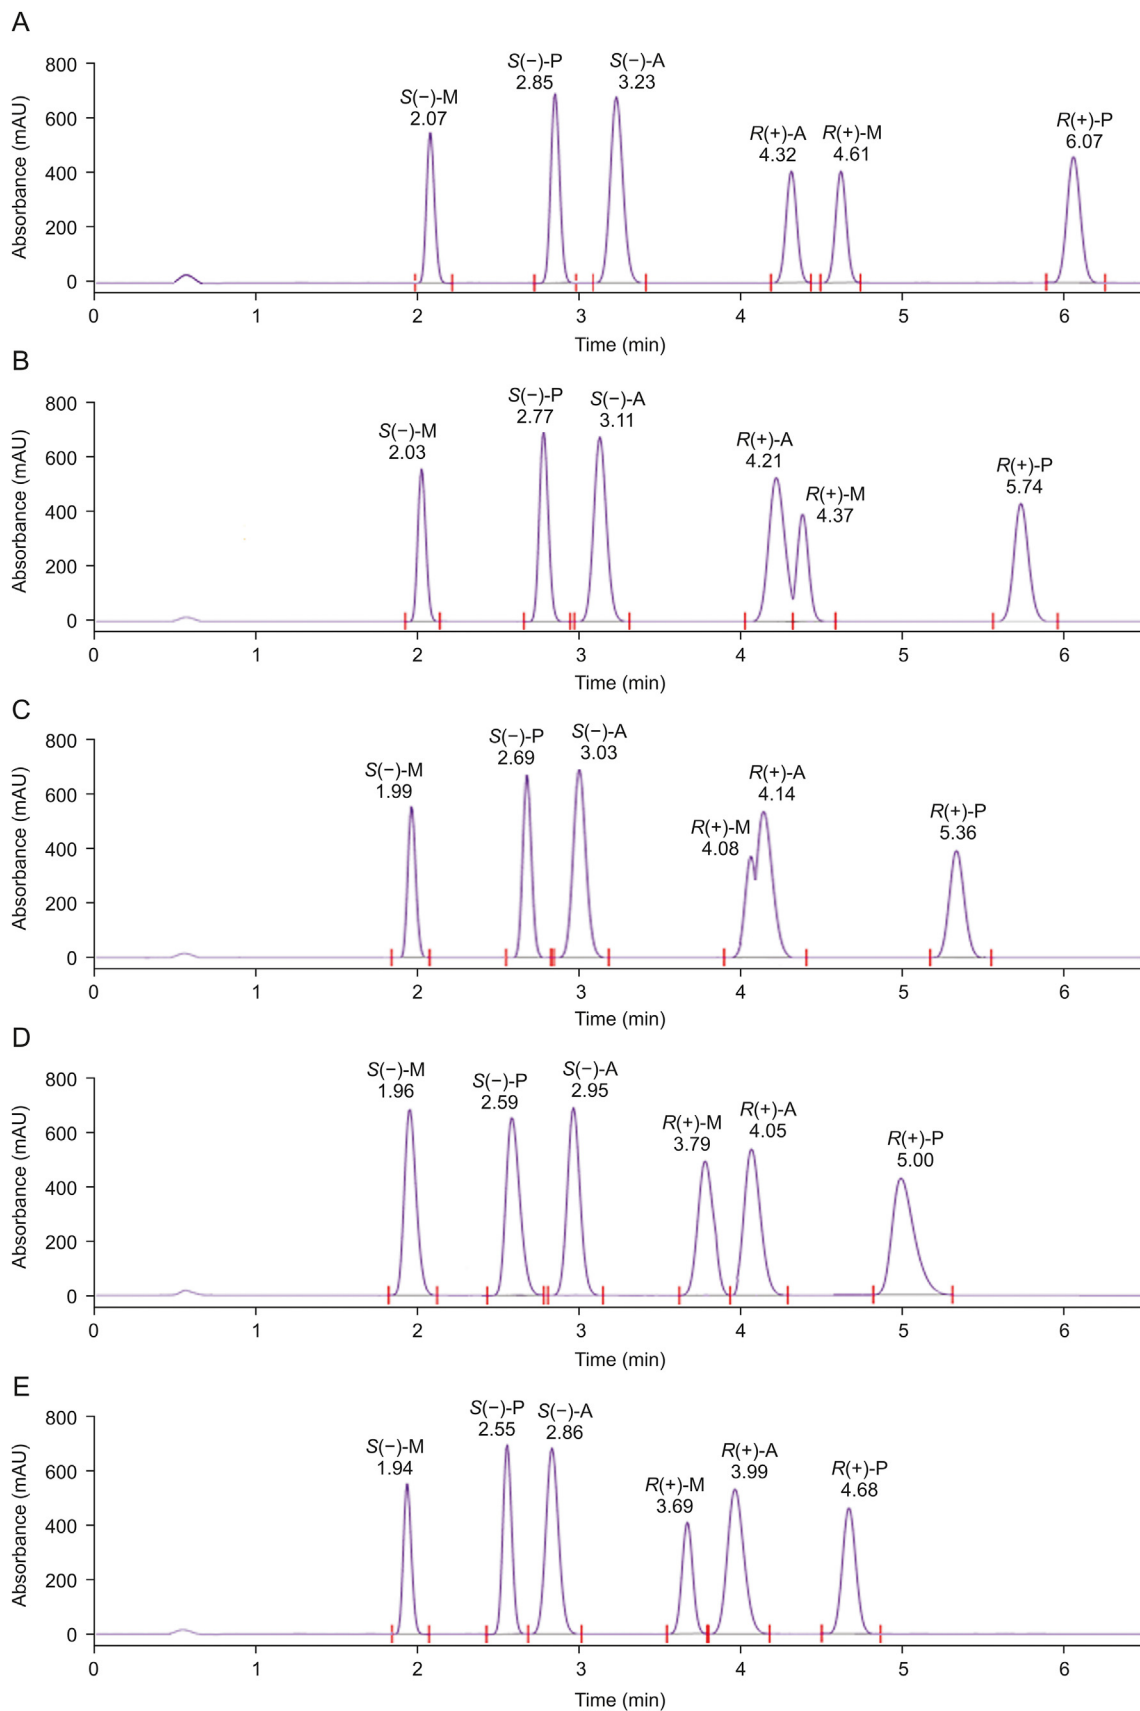 A
Absorbance (mAU)
800
600
400
200
0
S(−)-M
2.07
S(−)-P
2.85
S(−)-A
3.23
R(+)-A
4.32
R(+)-M
4.61
R(+)-P
6.07
0 1 2 3 4 5 6
Time (min)
B
Absorbance (mAU)
800
600
400
200
0
S(−)-M
2.03
S(−)-P
2.77
S(−)-A
3.11
R(+)-A
4.21
R(+)-M
4.37
R(+)-P
5.74
0 1 2 3 4 5 6
Time (min)
C
Absorbance (mAU)
800
600
400
200
0
S(−)-M
1.99
S(−)-P
2.69
S(−)-A
3.03
R(+)-M
4.08
R(+)-A
4.14
R(+)-P
5.36
0 1 2 3 4 5 6
Time (min)
D
Absorbance (mAU)
800
600
400
200
0
S(−)-M
1.96
S(−)-P
2.59
S(−)-A
2.95
R(+)-M
3.79
R(+)-A
4.05
R(+)-P
5.00
0 1 2 3 4 5 6
Time (min)
E
Absorbance (mAU)
800
600
400
200
0
S(−)-M
1.94
S(−)-P
2.55
S(−)-A
2.86
R(+)-M
3.69
R(+)-A
3.99
R(+)-P
4.68
0 1 2 3 4 5 6
Time (min)